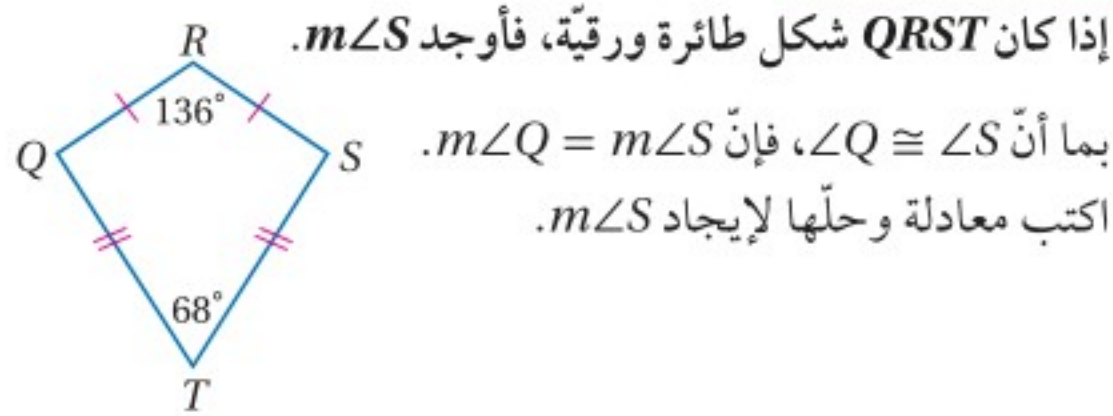 إذا كان QRST شكل طائرة ورقيّة، فأوجد m∠S.
بما أنّ ∠Q ≅ ∠S، فإنّ m∠Q = m∠S.
اكتب معادلة وحلّها لإيجاد m∠S.
R
136°
Q
S
68°
T